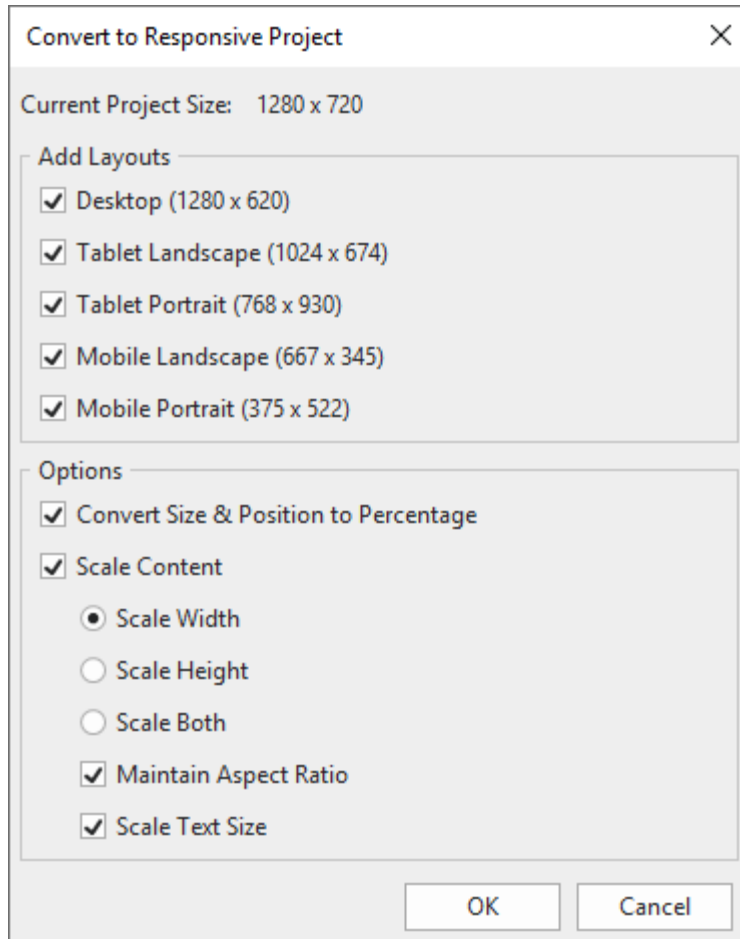 Convert to Responsive Project
Current Project Size: 1280 x 720
Add Layouts
Desktop (1280 x 620)
Tablet Landscape (1024 x 674)
Tablet Portrait (768 x 930)
Mobile Landscape (667 x 345)
Mobile Portrait (375 x 522)
Options
Convert Size & Position to Percentage
Scale Content
Scale Width
Scale Height
Scale Both
Maintain Aspect Ratio
Scale Text Size
OK Cancel